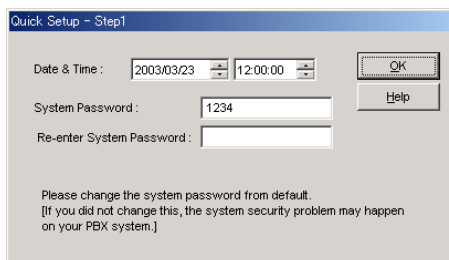 Quick Setup - Step1
Date & Time : 2003/03/23 12:00:00 OK
Help
System Password : 1234
Re-enter System Password :
Please change the system password from default.
[If you did not change this, the system security problem may happen
on your PBX system.]